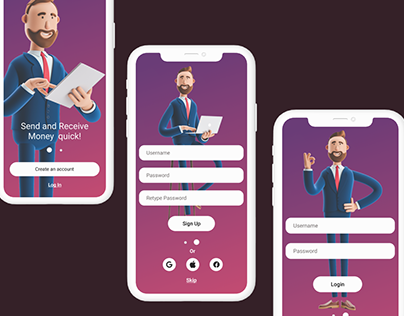 Send and Receive
Money quick!
Create an account
Log In
Username
Password
Retype Password
Sign Up
Or
G
f
Skip
Username
Password
Login